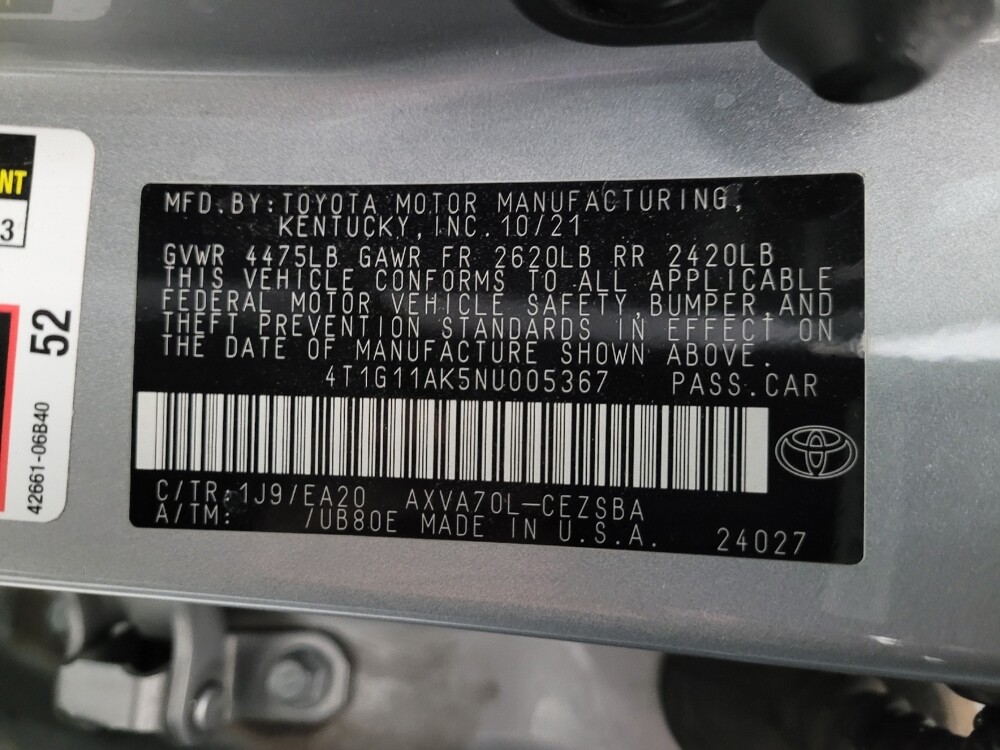 NT
3
52
42661-06B40
MFD.BY:TOYOTA MOTOR MANUFACTURING,
KENTUCKY,INC.10/21
GVWR 4475LB GAWR FR 2620LB RR 2420LB
THIS VEHICLE CONFORMS TO ALL APPLICABLE
FEDERAL MOTOR VEHICLE SAFETY,BUMPER,AND
THEFT PREVENTION STANDARDS IN EFFECT ON
THE DATE OF MANUFACTURE SHOWN ABOVE.
4T1G11AK5NU005367 PASS.CAR
C/TR:1J9/EA20 AXVA70L-CEZSBA
A/TM: /UB80E MADE IN U.S.A. 24027